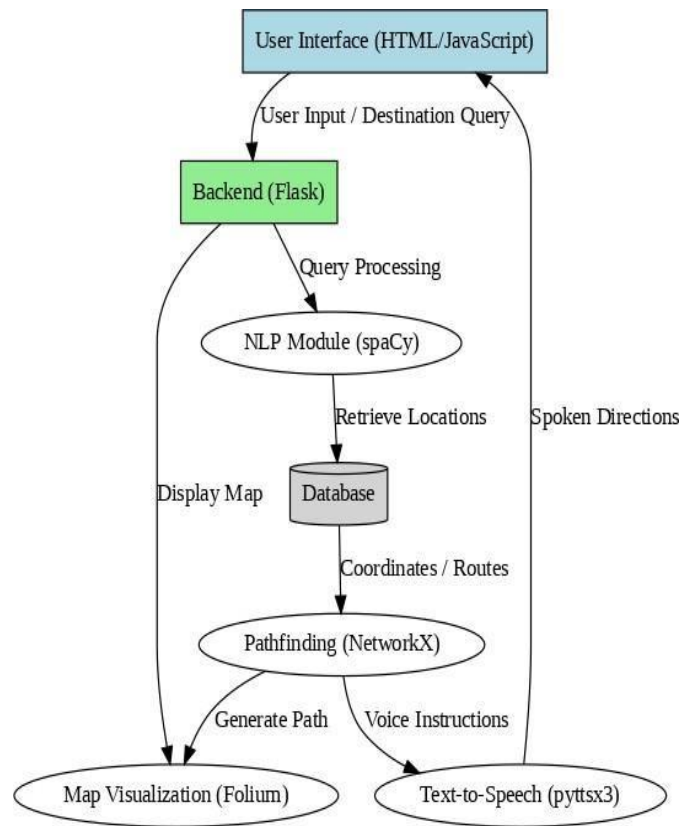 User Interface (HTML/JavaScript)
User Input / Destination Query
Backend (Flask)
Query Processing
NLP Module (spaCy)
Retrieve Locations
Spoken Directions
Display Map
Database
Coordinates / Routes
Pathfinding (NetworkX)
Generate Path
Voice Instructions
Map Visualization (Folium)
Text-to-Speech (pyttsx3)